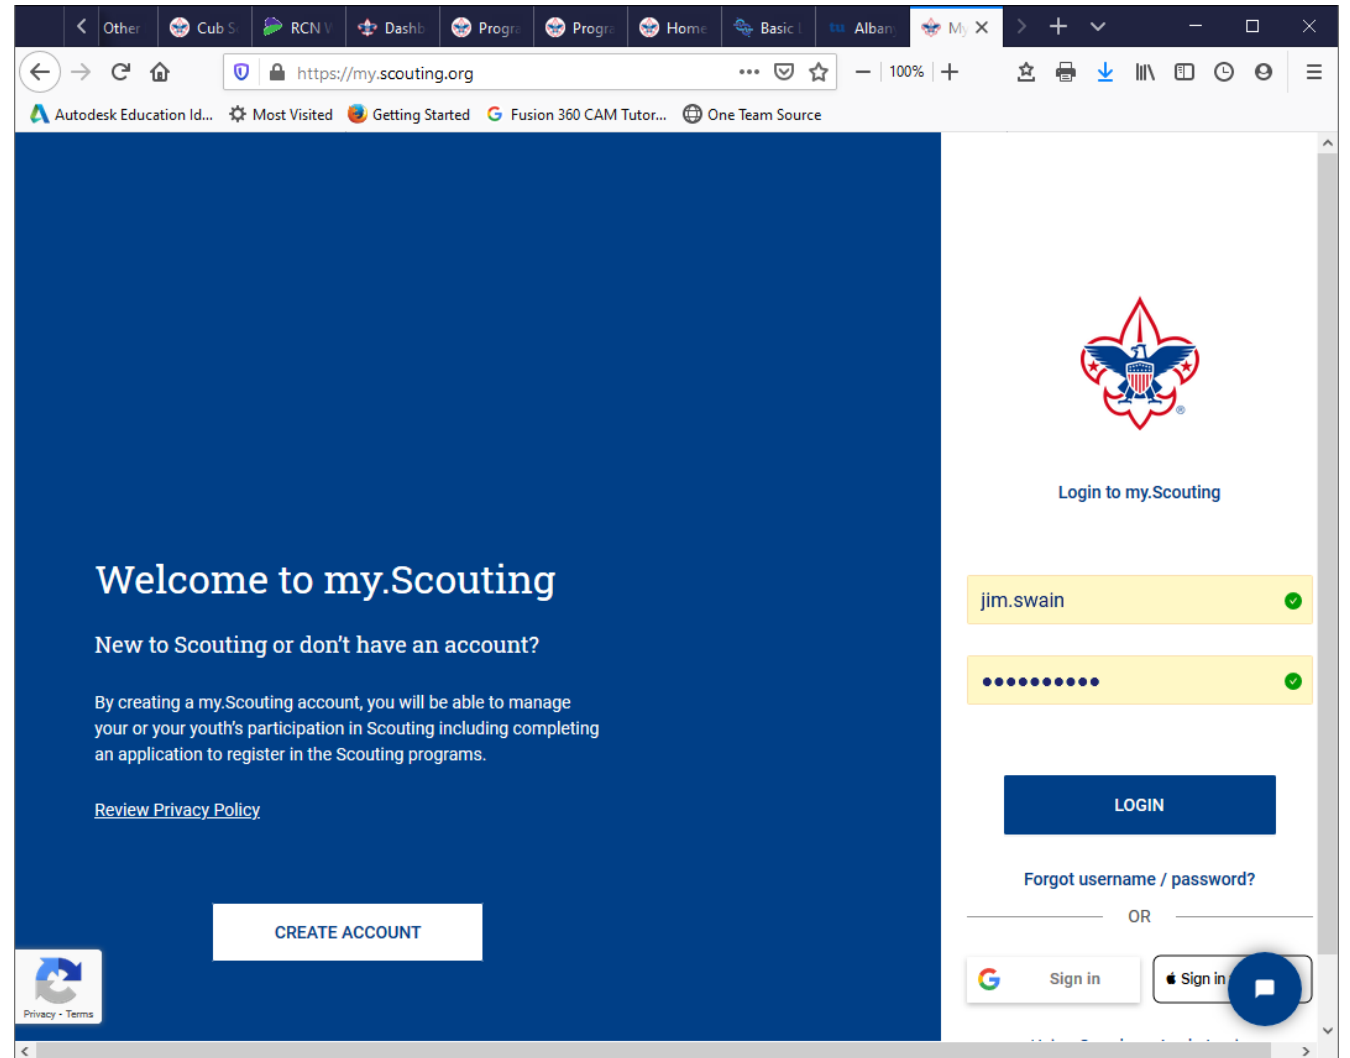 Other
Cub S
RCN V
Dashb
Progra
Progra
Home
Basic L
tu Albany
My
https://my.scouting.org
100%
Autodesk Education Id...
Most Visited
Getting Started
G Fusion 360 CAM Tutor...
One Team Source
Login to my.Scouting
jim.swain
Welcome to my.Scouting
New to Scouting or don't have an account?
By creating a my.Scouting account, you will be able to manage
your or your youth's participation in Scouting including completing
an application to register in the Scouting programs.
Review Privacy Policy
CREATE ACCOUNT
LOGIN
Forgot username / password?
OR
Sign in
Sign in
Privacy - Terms